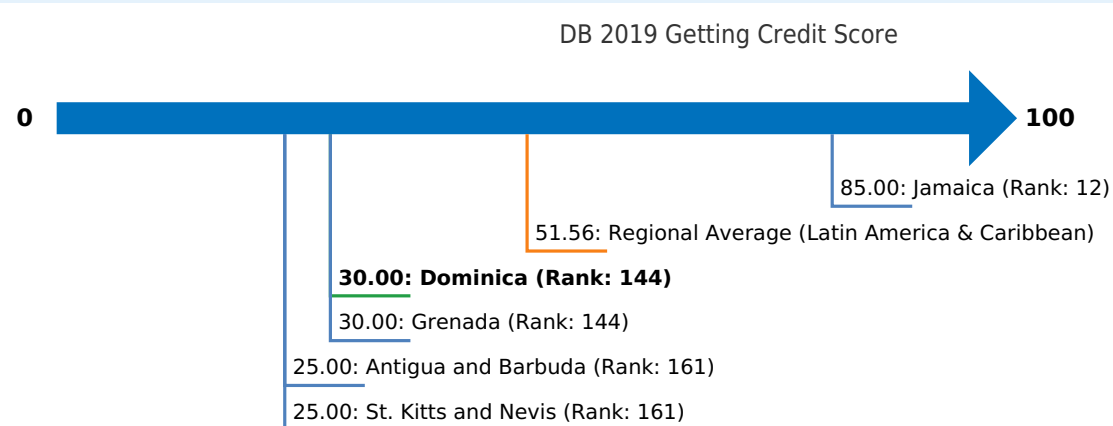 DB 2019 Getting Credit Score
0
100
85.00: Jamaica (Rank: 12)
51.56: Regional Average (Latin America & Caribbean)
30.00: Dominica (Rank: 144)
30.00: Grenada (Rank: 144)
25.00: Antigua and Barbuda (Rank: 161)
25.00: St. Kitts and Nevis (Rank: 161)